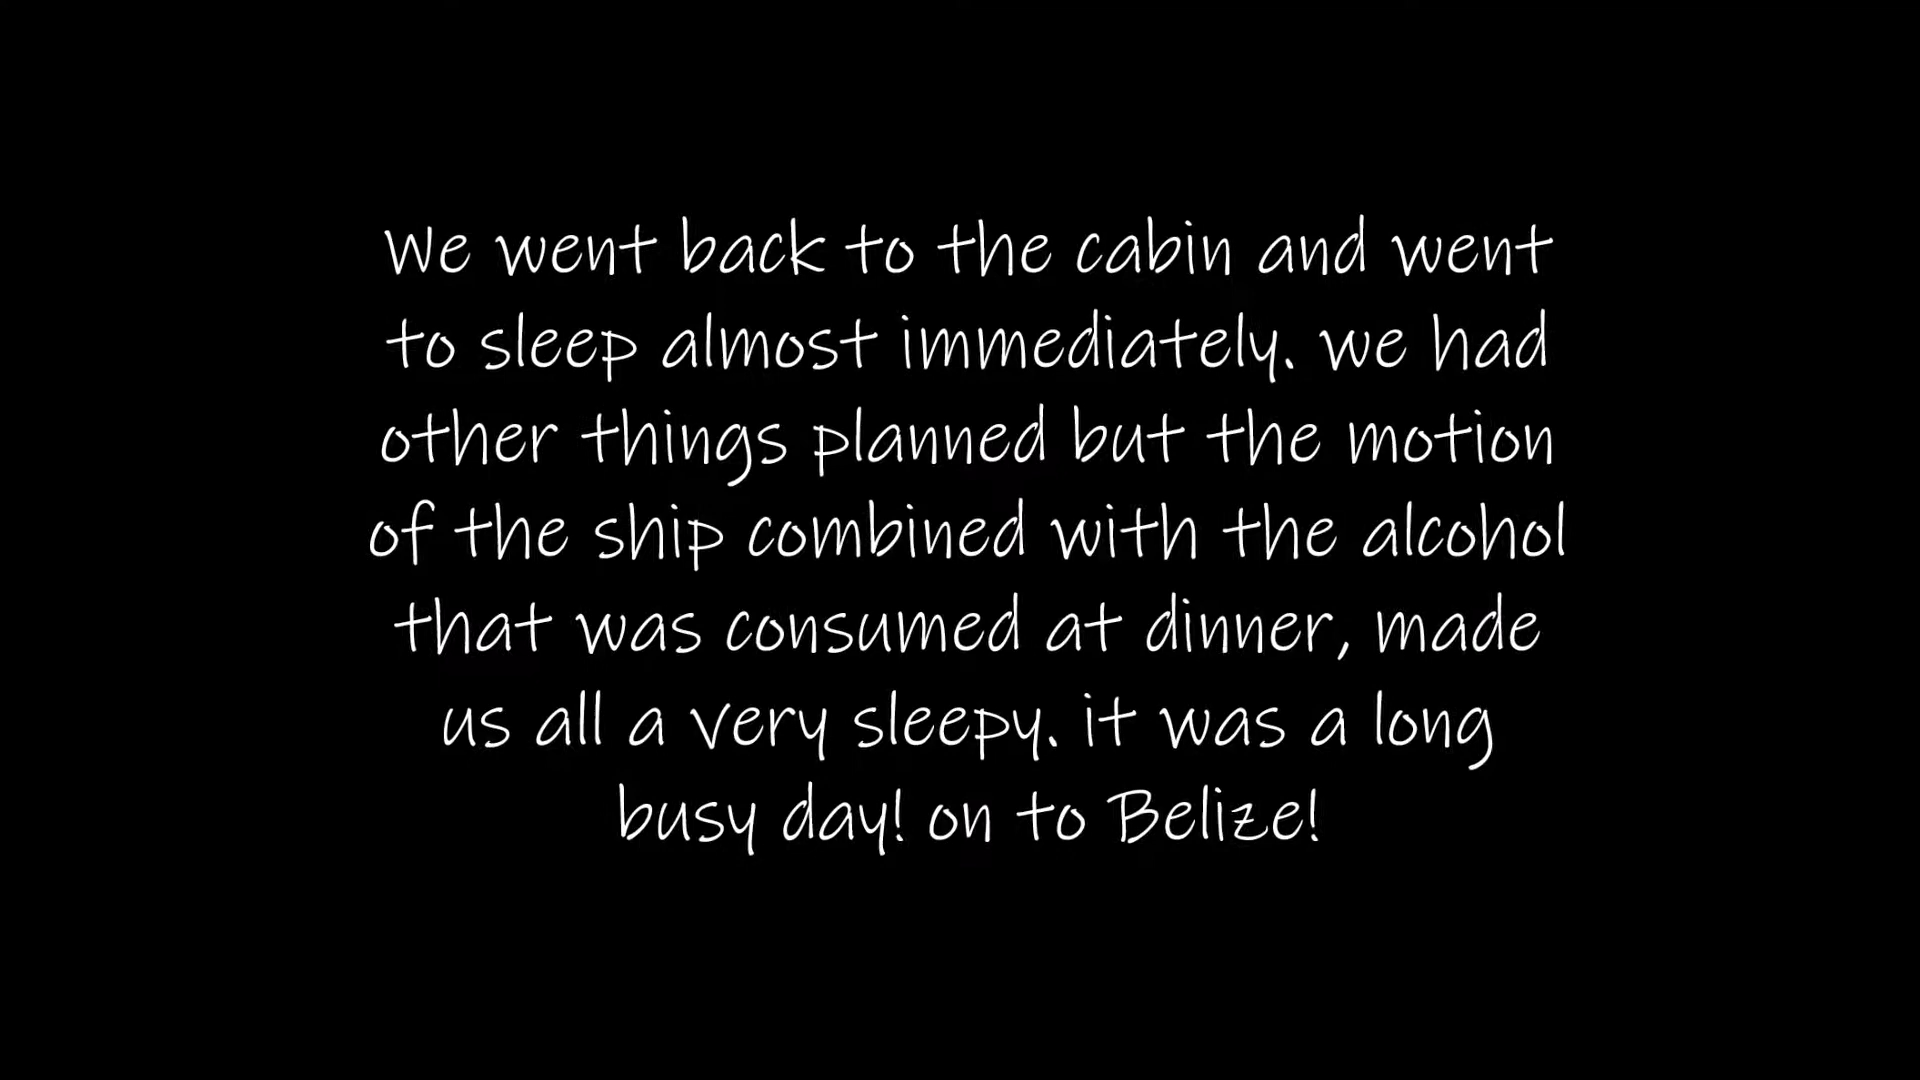 We went back to the cabin and went
to sleep almost immediately. we had
other things planned but the motion
of the ship combined with the alcohol
that was consumed at dinner, made
us all a very sleepy. it was a long
busy day! on to Belize!